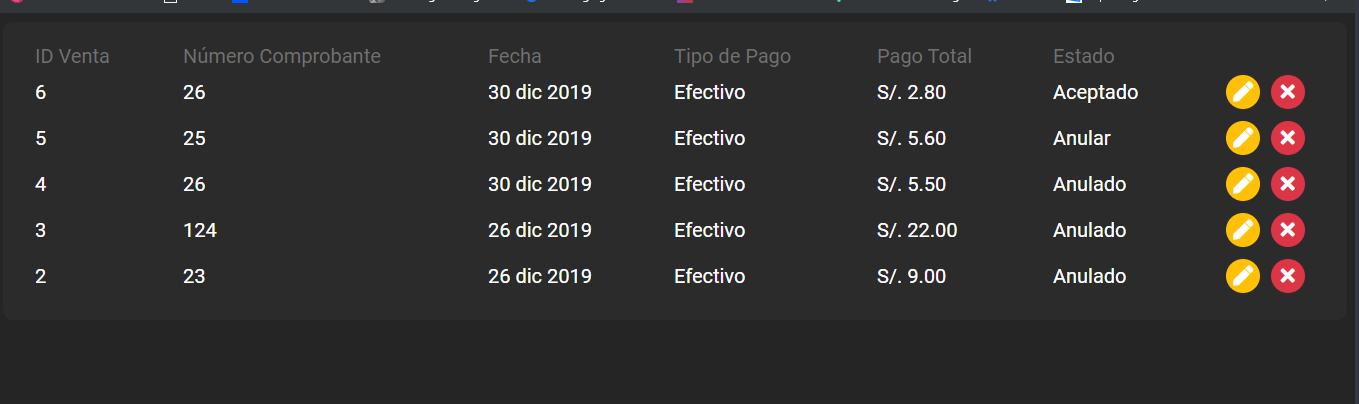 ID Venta Número Comprobante Fecha Tipo de Pago Pago Total Estado
6 26 30 dic 2019 Efectivo S/. 2.80 Aceptado
5 25 30 dic 2019 Efectivo S/. 5.60 Anular
4 26 30 dic 2019 Efectivo S/. 5.50 Anulado
3 124 26 dic 2019 Efectivo S/. 22.00 Anulado
2 23 26 dic 2019 Efectivo S/. 9.00 Anulado